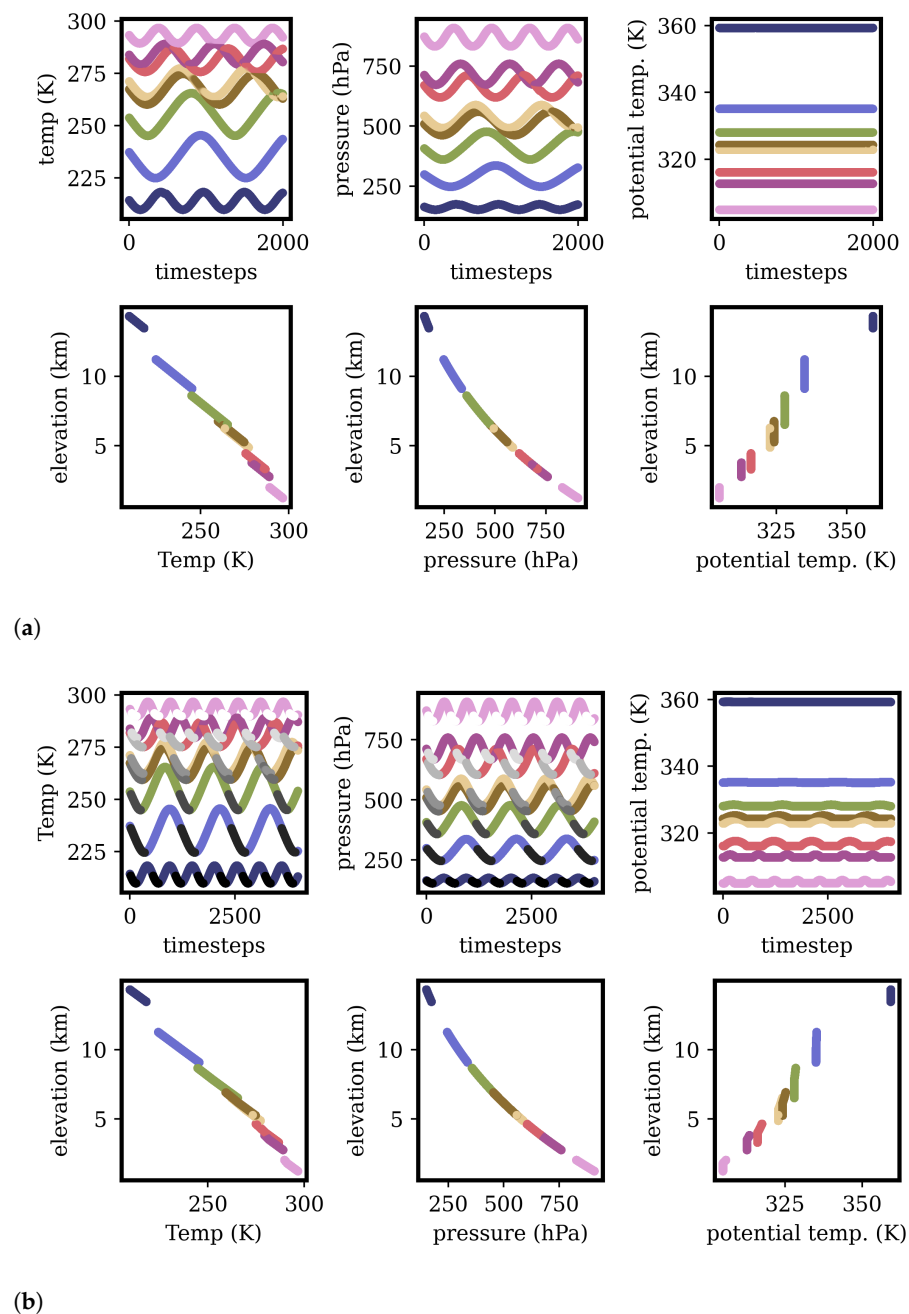 300
275
250
225
temp (K)
0 2000
timesteps
750
500
250
pressure (hPa)
0 2000
timesteps
360
340
320
potential temp. (K)
0 2000
timesteps
10
5
elevation (km)
250 300
Temp (K)
10
5
elevation (km)
250 500 750
pressure (hPa)
10
5
elevation (km)
325 350
potential temp. (K)
(a)
300
275
250
225
Temp (K)
0 2500
timesteps
750
500
250
pressure (hPa)
0 2500
timesteps
360
340
320
potential temp. (K)
0 2500
timestep
10
5
elevation (km)
250 300
Temp (K)
10
5
elevation (km)
250 500 750
pressure (hPa)
10
5
elevation (km)
325 350
potential temp. (K)
(b)